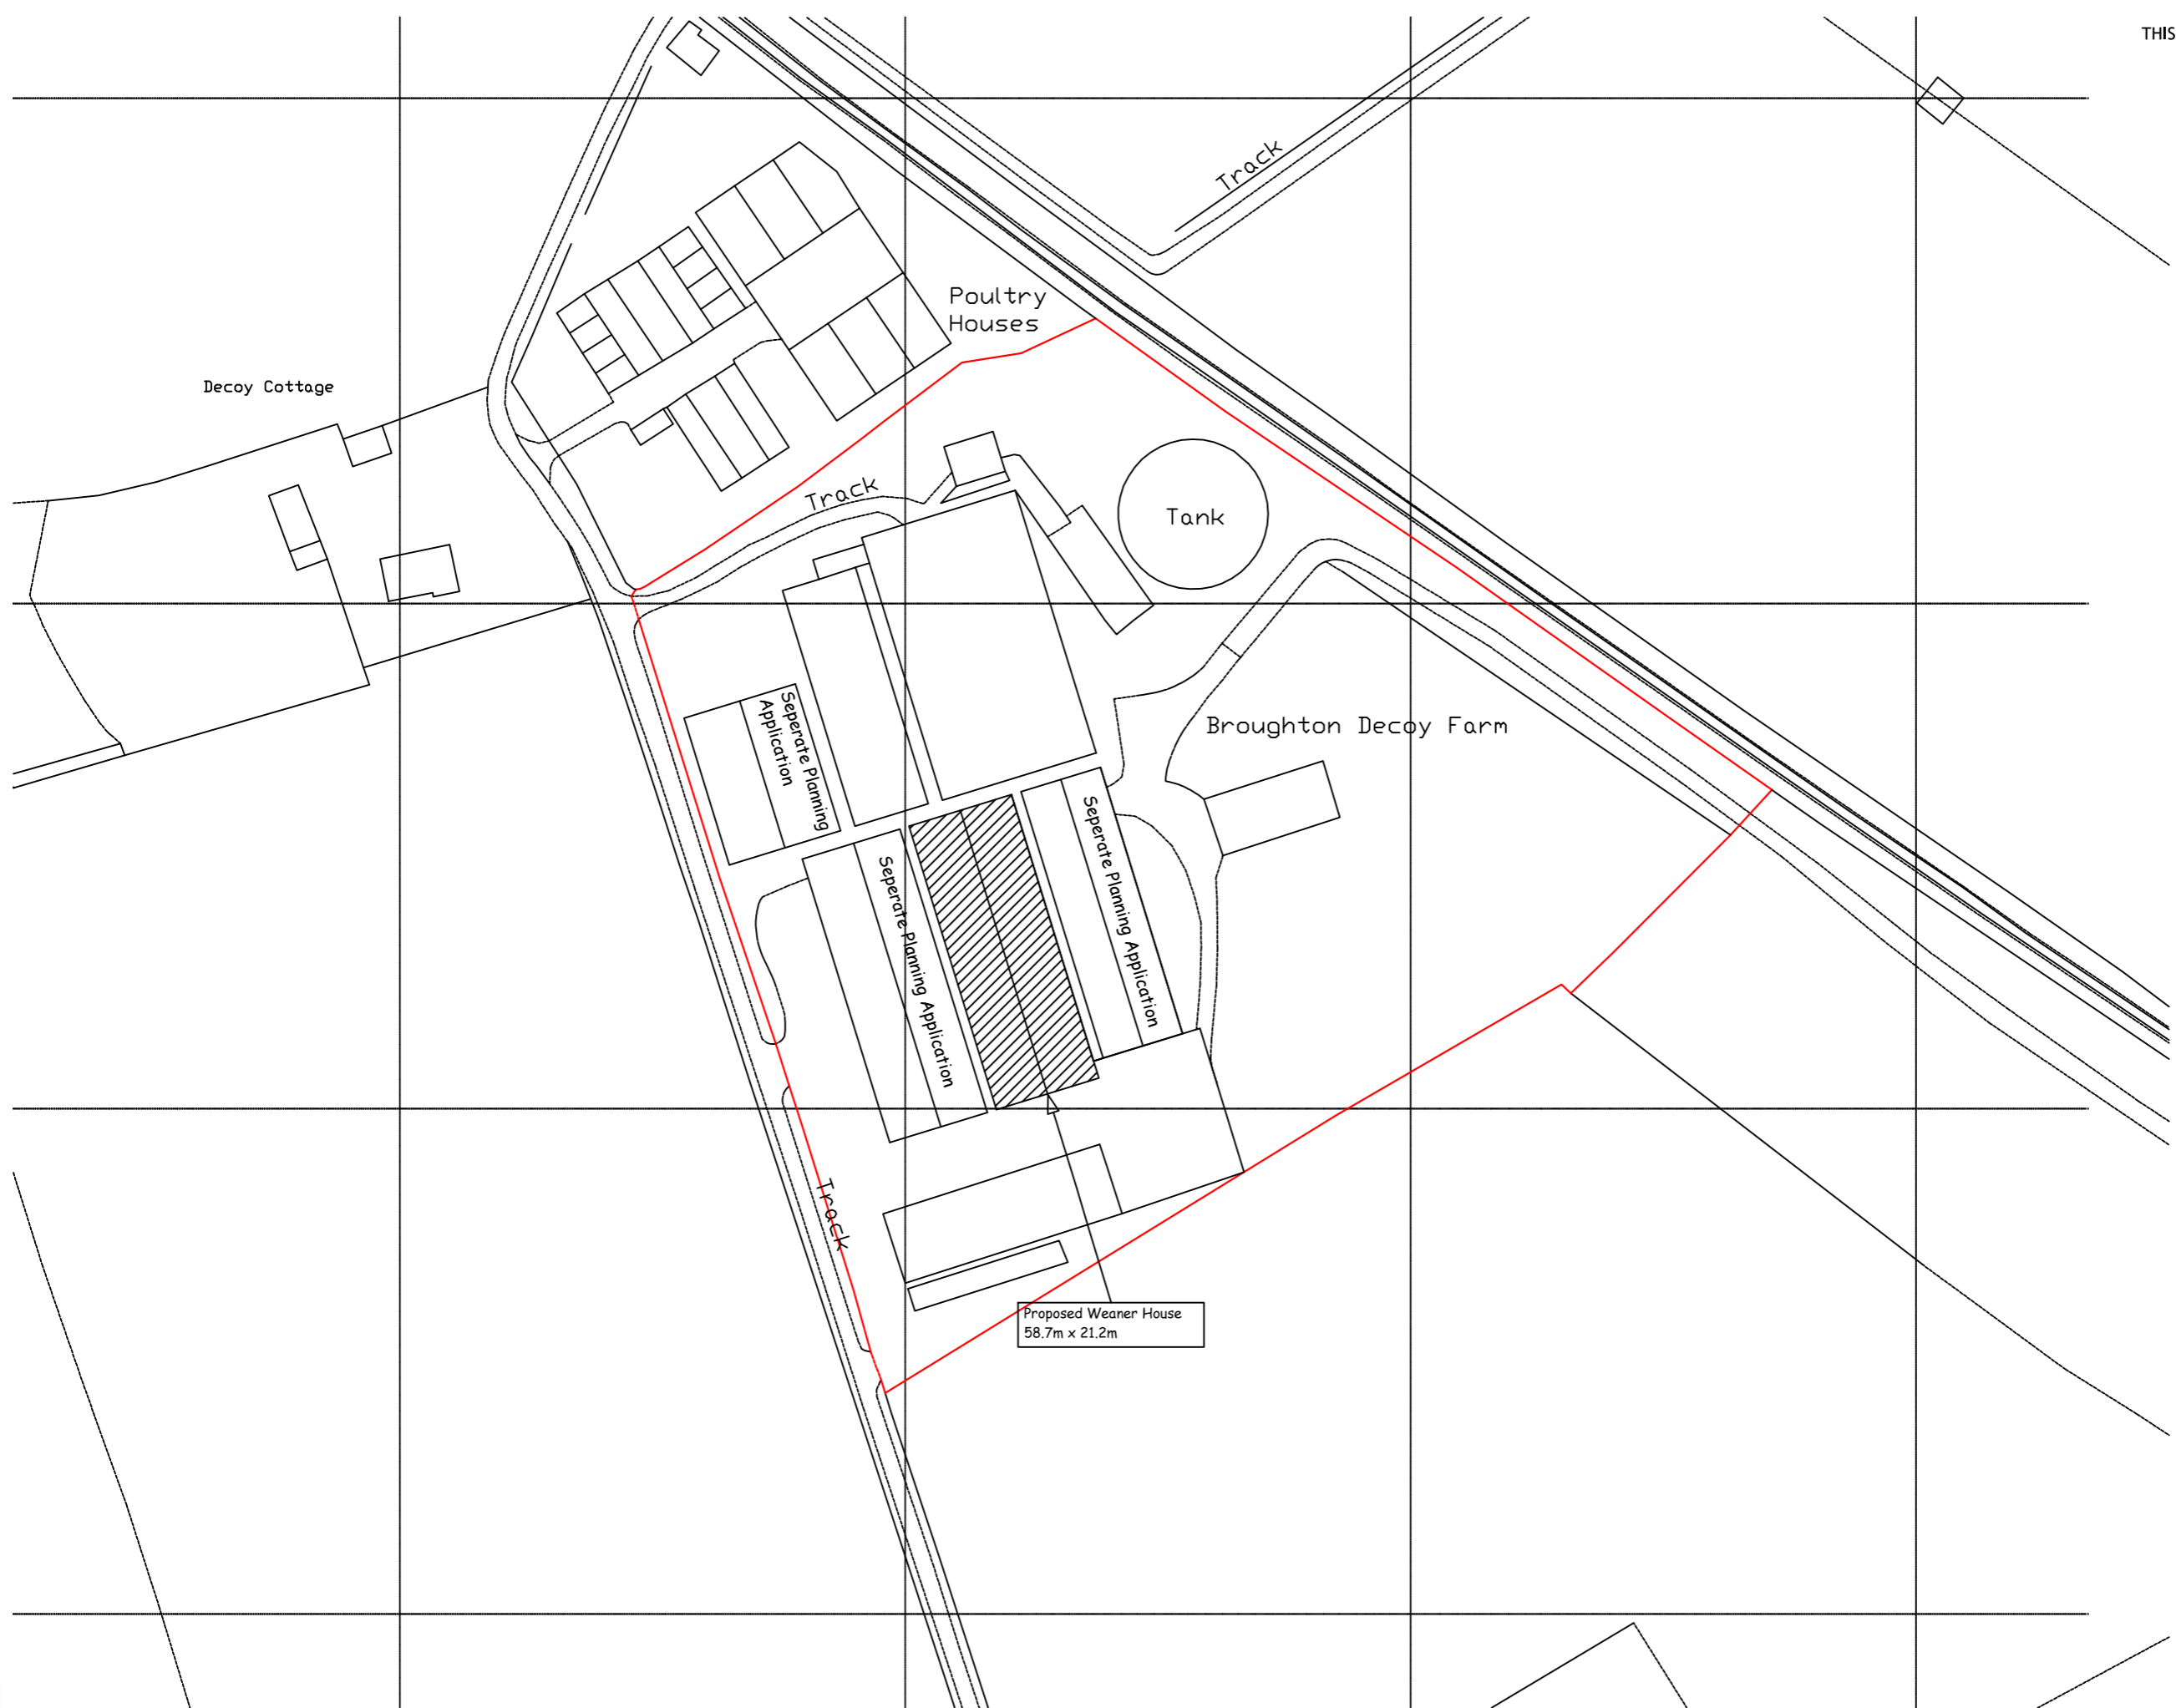 THIS
Track
Poultry
Houses
Decoy Cottage
Track
Tank
Broughton Decoy Farm
Seperate Planning
Application
Seperate Planning Application
Seperate Planning Application
Track
Proposed Weaner House
58.7m x 21.2m